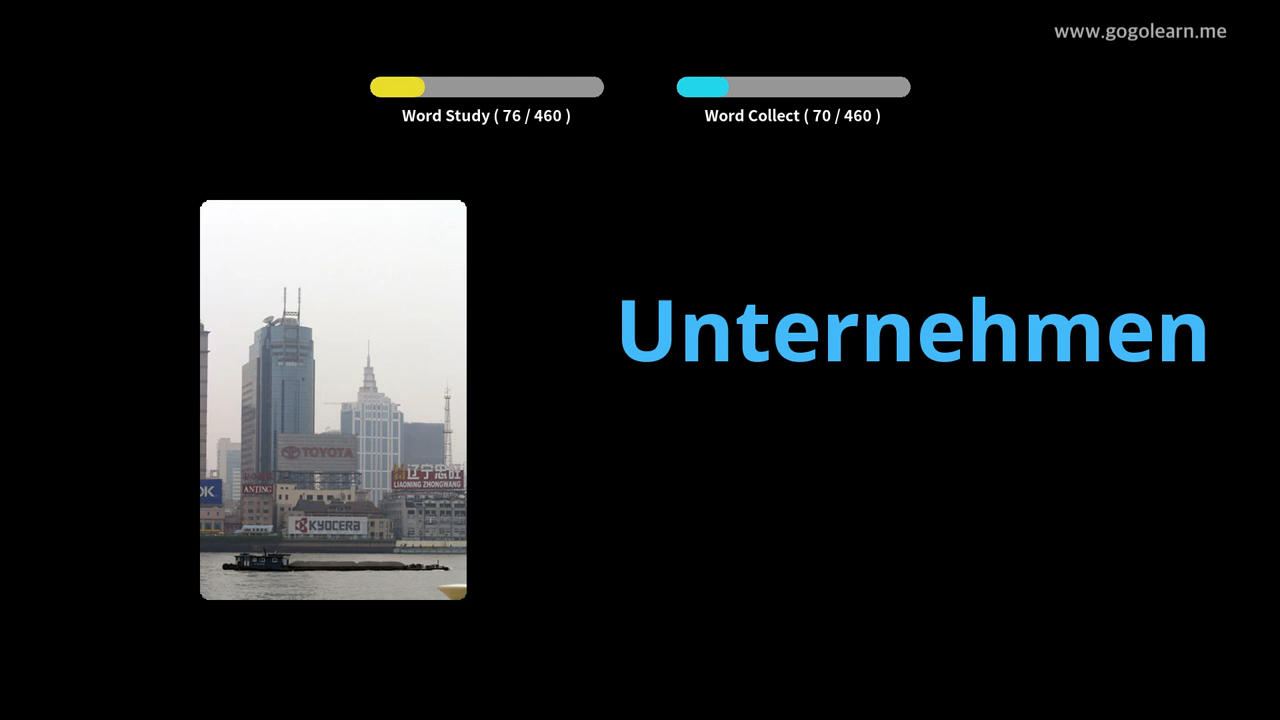 www.gogolearn.me
Word Study ( 76 / 460 )
Word Collect ( 70 / 460 )
Unternehmen
TOYOTA
辽宁忠旺
LIAONING ZHONGWANG
OK
ANTING
KYOCERA